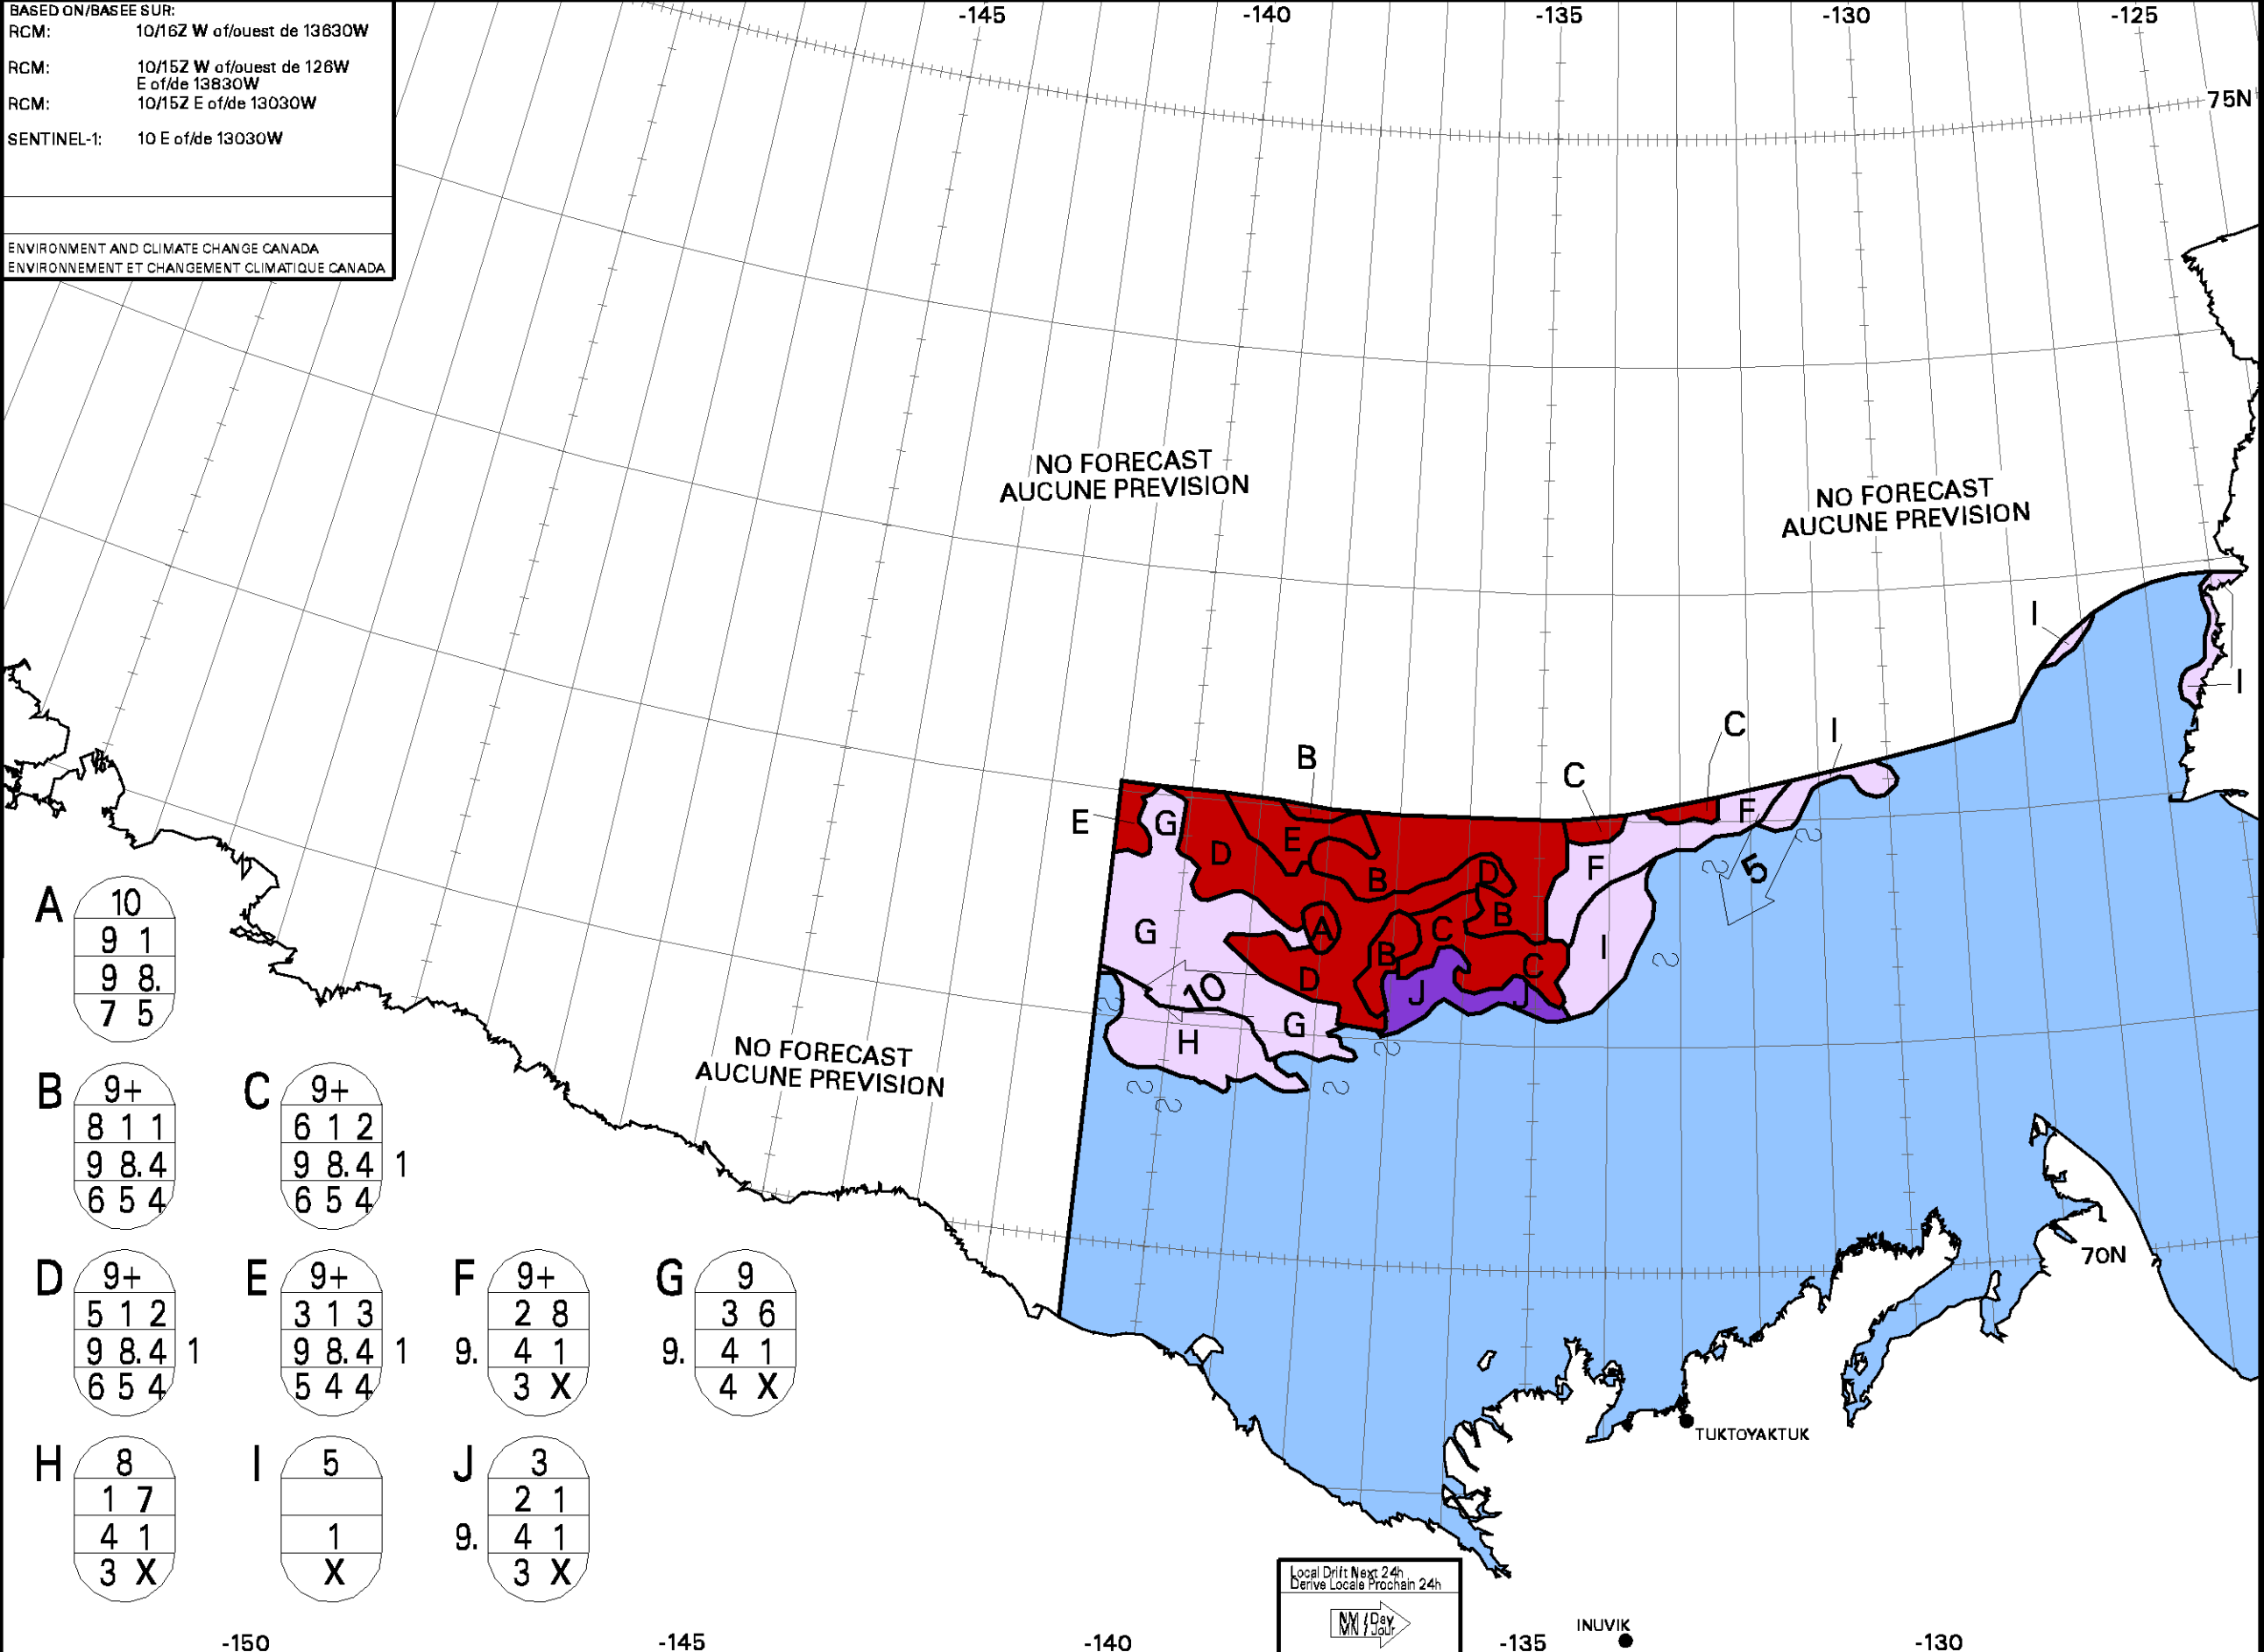 BASED ON/BASEE SUR:
RCM: 10/16Z W of/ouest de 13630W
RCM: 10/15Z W of/ouest de 126W
E of/de 13830W
RCM: 10/15Z E of/de 13030W
SENTINEL-1: 10 E of/de 13030W
ENVIRONMENT AND CLIMATE CHANGE CANADA
ENVIRONNEMENT ET CHANGEMENT CLIMATIQUE CANADA
-145 -140 -135 -130 -125
75N
NO FORECAST
AUCUNE PREVISION
NO FORECAST
AUCUNE PREVISION
I
I
C
I
B
C
E
G
F
E
D
F
5
D
B
B
A
C
G
B
I
D
C
10
J
J
G
H
NO FORECAST
AUCUNE PREVISION
A
10
9 1
9 8.
7 5
B
9+
8 1 1
9 8. 4
6 5 4
C
9+
6 1 2
9 8. 4 1
6 5 4
D
9+
5 1 2
9 8. 4 1
6 5 4
E
9+
3 1 3
9 8. 4 1
5 4 4
F
9+
2 8
9. 4 1
3 X
G
9
3 6
9. 4 1
4 X
H
8
1 7
4 1
3 X
I
5
1
X
J
3
2 1
9. 4 1
3 X
70N
TUKTOYAKTUK
Local Drift Next 24h
Derive Locale Prochain 24h
NM / Day
MN / Jour
INUVIK
-150 -145 -140 -135 -130